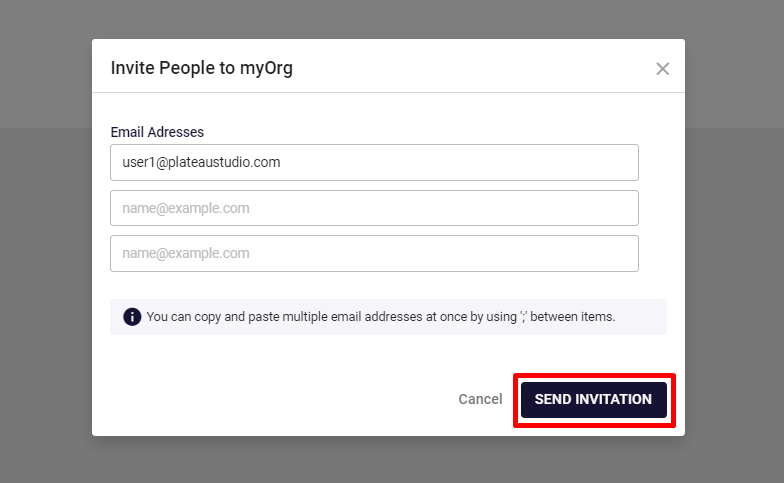 Invite People to myOrg
Email Adresses
user1@plateaustudio.com
name@example.com
name@example.com
You can copy and paste multiple email addresses at once by using ';' between items.
Cancel
SEND INVITATION